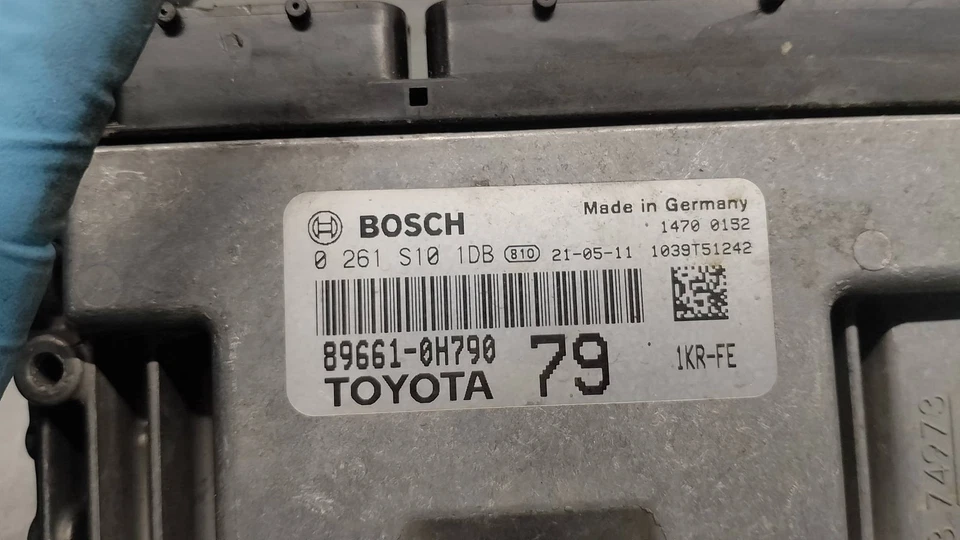 BOSCH
Made in Germany
1470 0152
0 261 S10 1DB 810 21-05-11 1039T51242
89661-0H790
79
1KR-FE
TOYOTA
74973